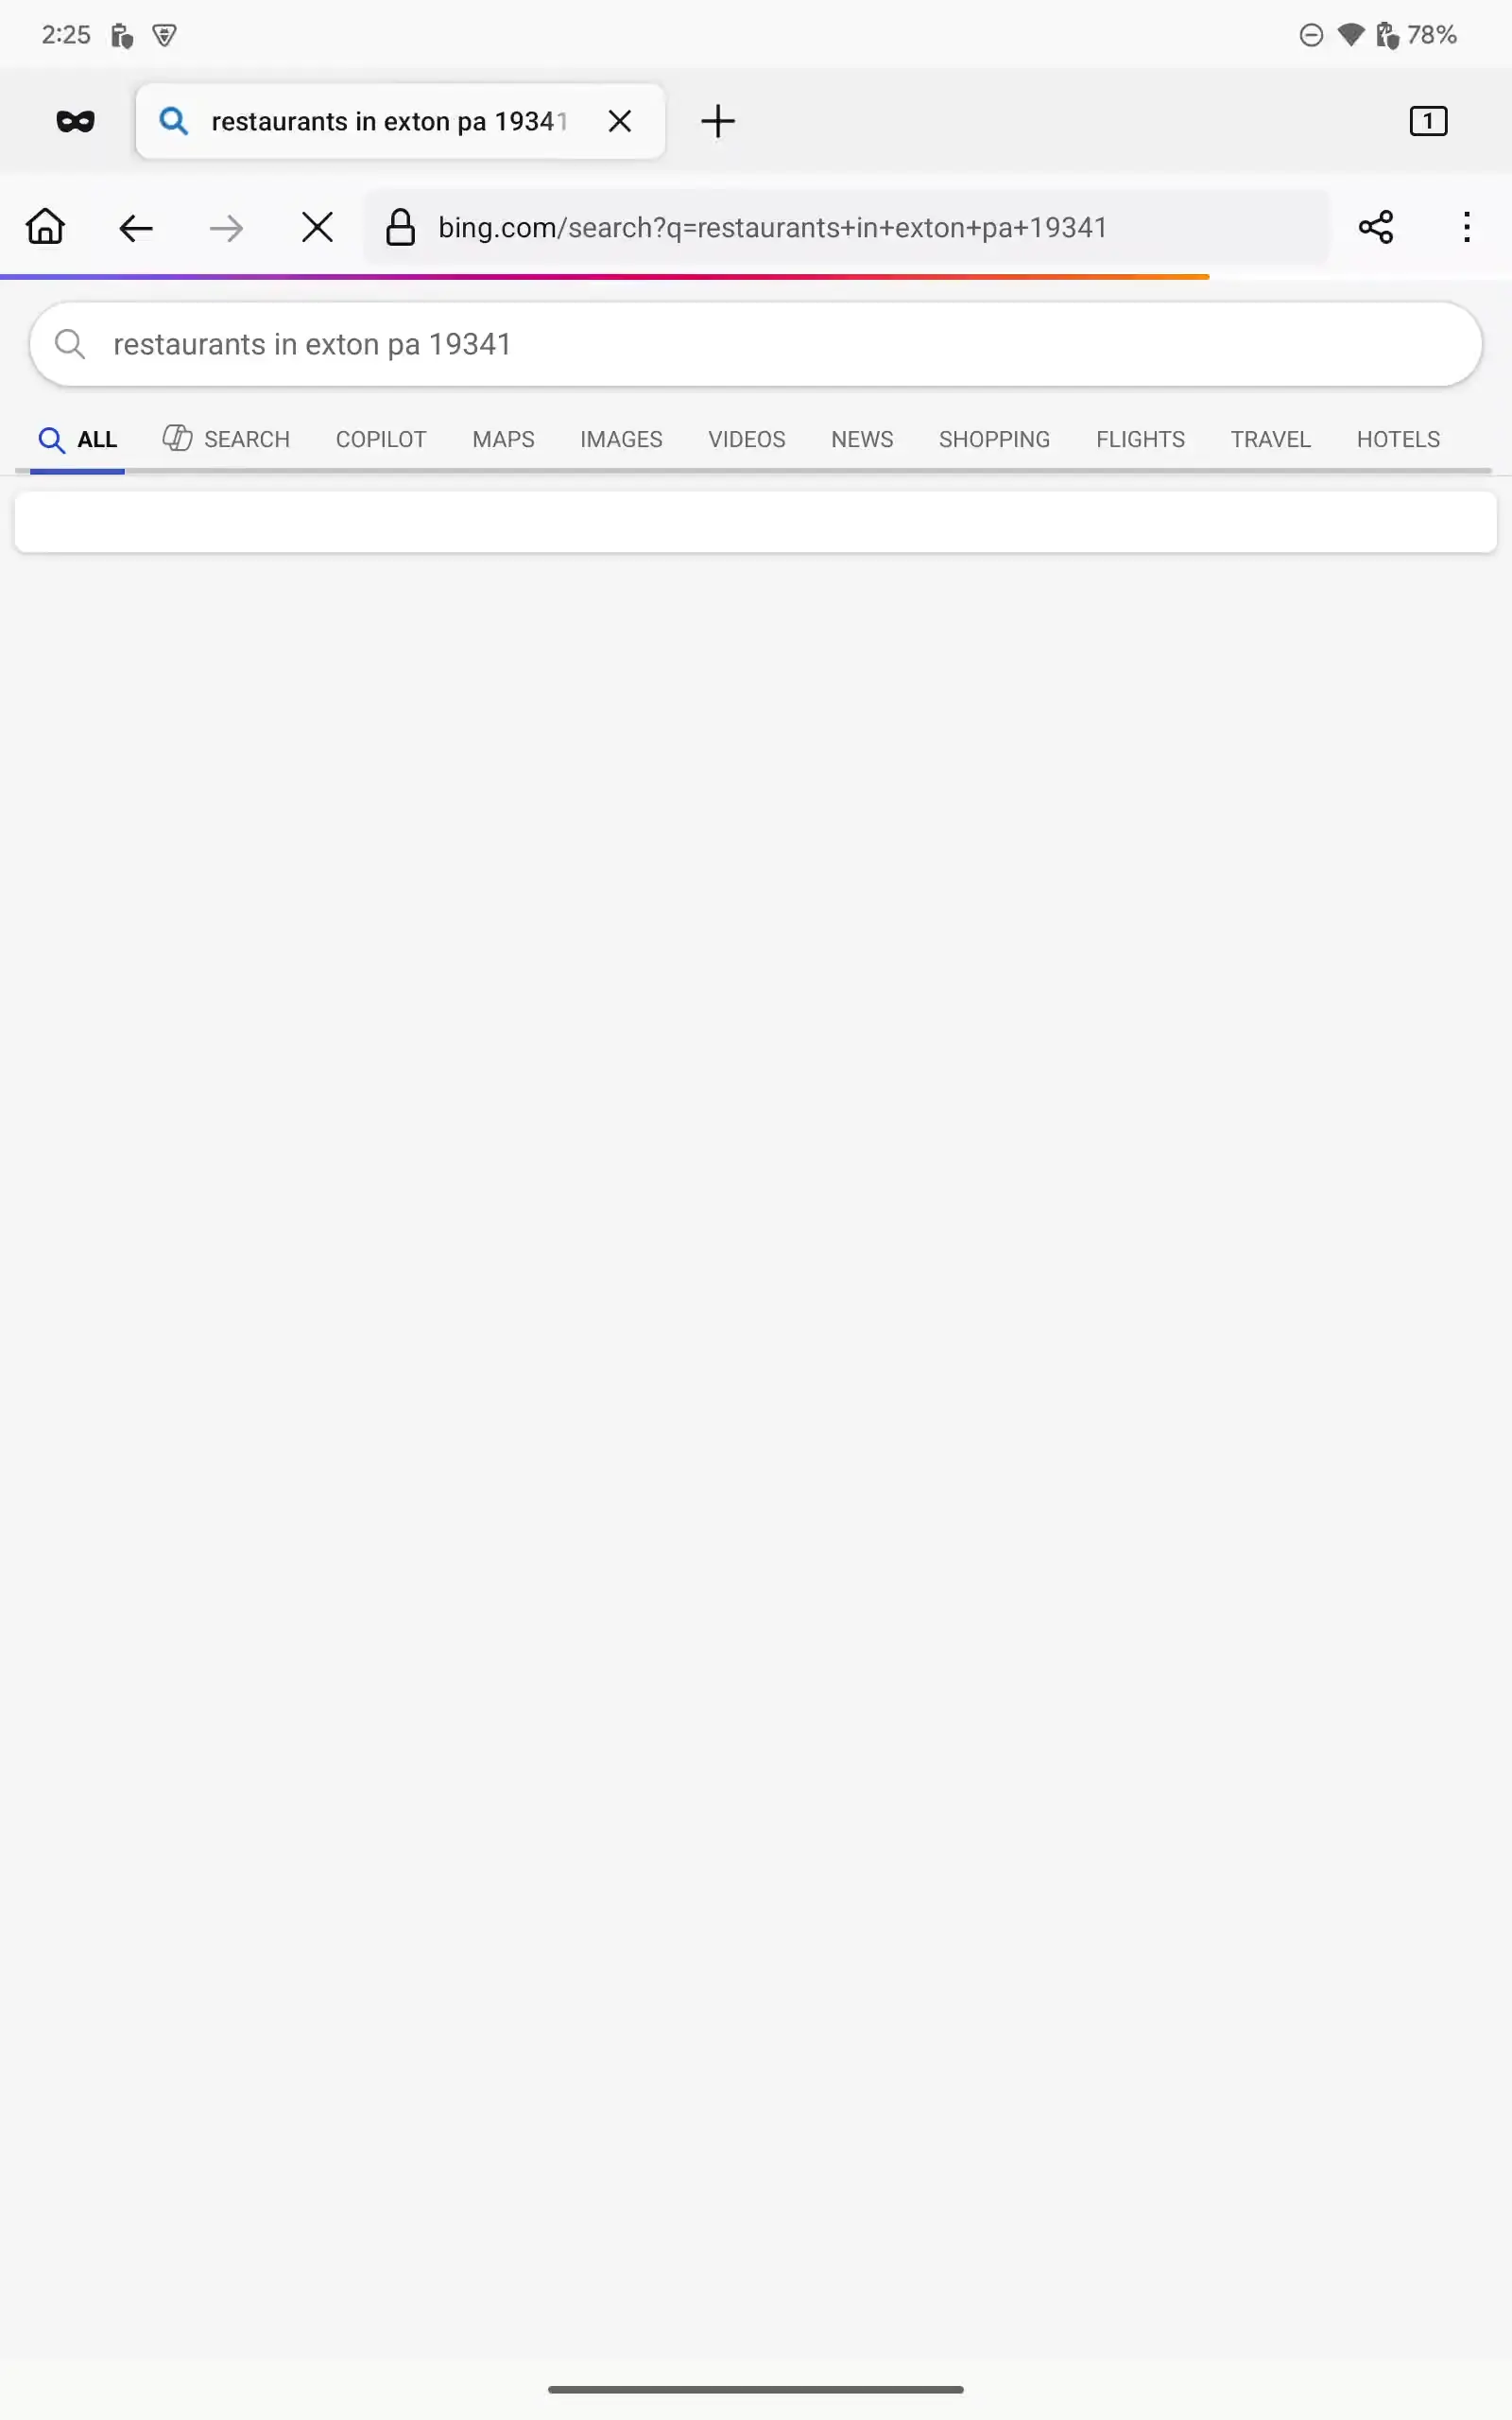 2:25
78%
restaurants in exton pa 19341
1
bing.com/search?q=restaurants+in+exton+pa+19341
restaurants in exton pa 19341
ALL SEARCH COPILOT MAPS IMAGES VIDEOS NEWS SHOPPING FLIGHTS TRAVEL HOTELS